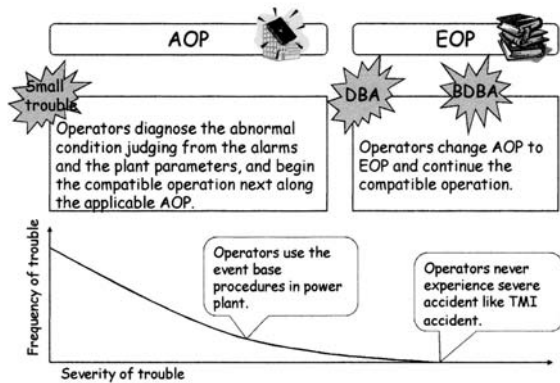 AOP
EOP
Small
trouble
DBA
BDBA
Operators diagnose the abnormal
condition judging from the alarms
and the plant parameters, and begin
the compatible operation next along
the applicable AOP.
Operators change AOP to
EOP and continue the
compatible operation.
Frequency of trouble
Operators use the
event base
procedures in power
plant.
Operators never
experience severe
accident like TMI
accident.
Severity of trouble